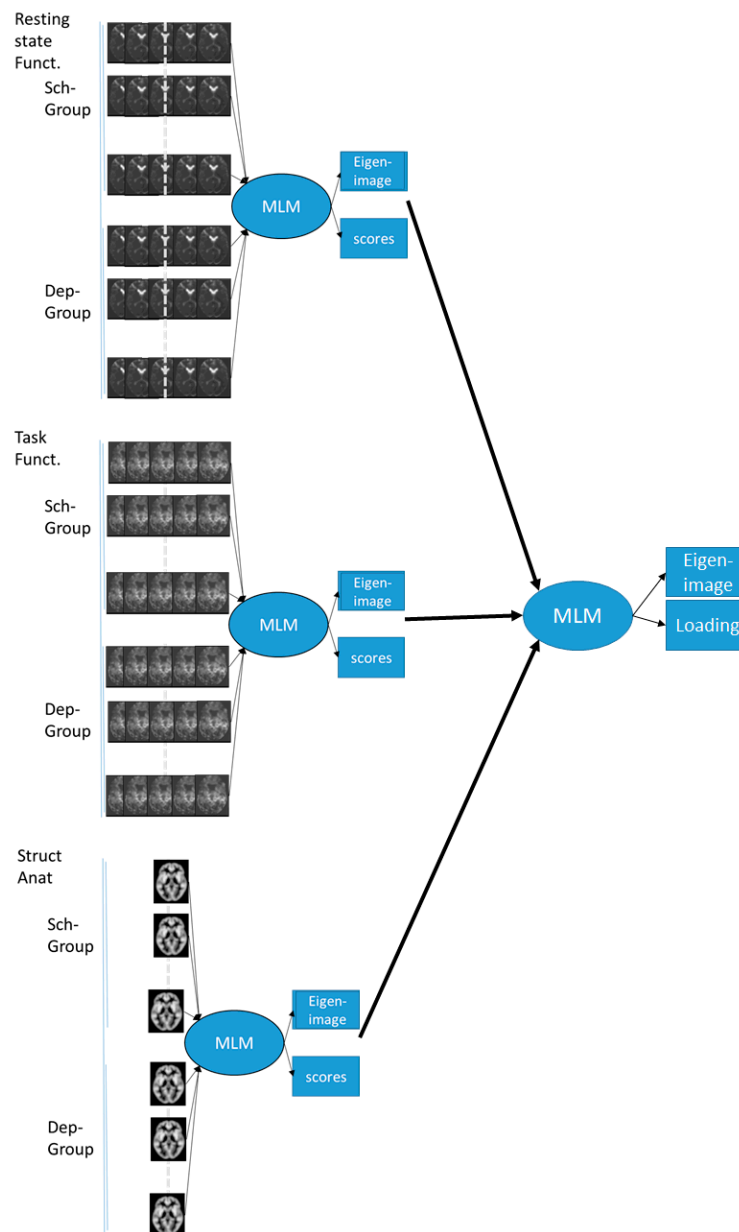 Resting
state
Funct.
Sch-
Group
MLM
Eigen-
image
scores
Dep-
Group
Task
Funct.
Sch-
Group
MLM
Eigen-
image
scores
Dep-
Group
MLM
Eigen-
image
Loading
Struct
Anat
Sch-
Group
MLM
Eigen-
image
scores
Dep-
Group